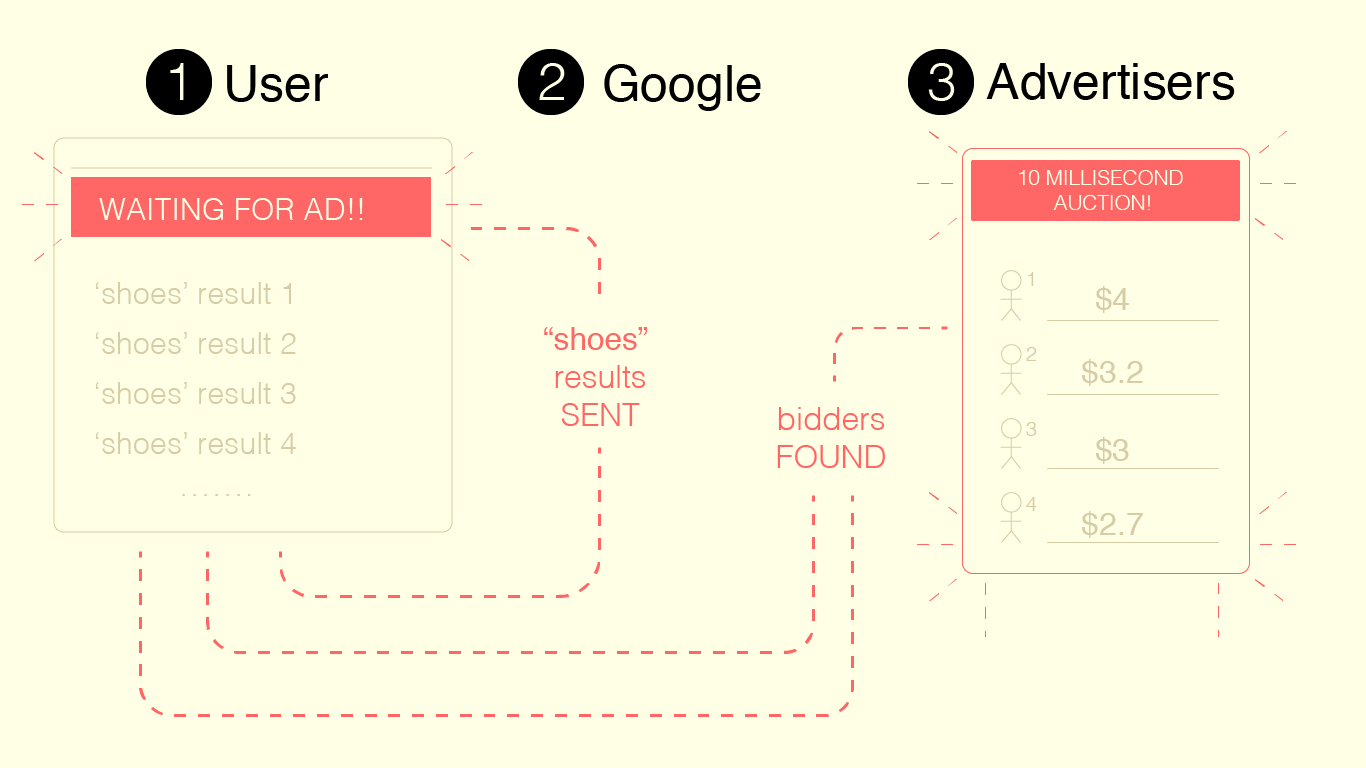 1 User
2 Google
3 Advertisers
WAITING FOR AD!!
‘shoes’ result 1
‘shoes’ result 2
‘shoes’ result 3
‘shoes’ result 4
.......
“shoes”
results
SENT
bidders
FOUND
10 MILLISECOND
AUCTION!
1 $4
2 $3.2
3 $3
4 $2.7